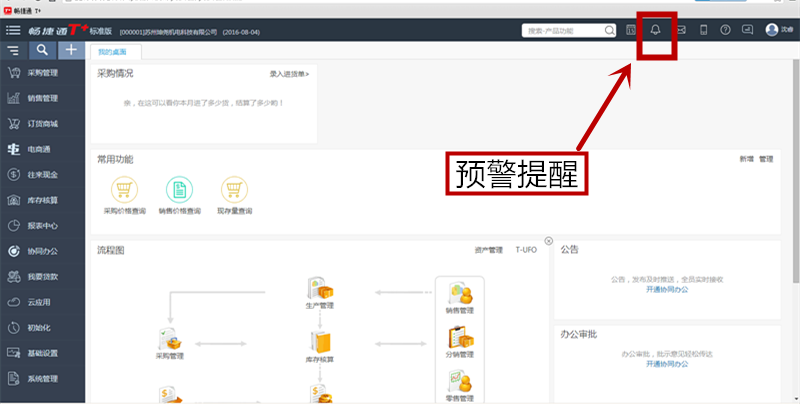 畅捷通 T+
畅捷通 T+ 标准版 [000001]苏州瑞尧机电科技有限公司 (2016-08-04)
搜索-产品功能
沈睿
我的桌面
采购管理
销售管理
订货商城
电商通
往来现金
库存核算
报表中心
协同办公
我要贷款
云应用
初始化
基础设置
系统管理
采购情况
录入进货单>
亲，在这可以看你本月进了多少货，结算了多少哟！
预警提醒
常用功能
新增 管理
采购价格查询
销售价格查询
现存量查询
流程图
资产管理 T-UFO
生产管理
采购管理
库存核算
销售管理
分销管理
零售管理
公告
公告，发布及时推送，全员实时接收
开通协同办公
办公审批
办公审批，批示意见轻松传达
开通协同办公